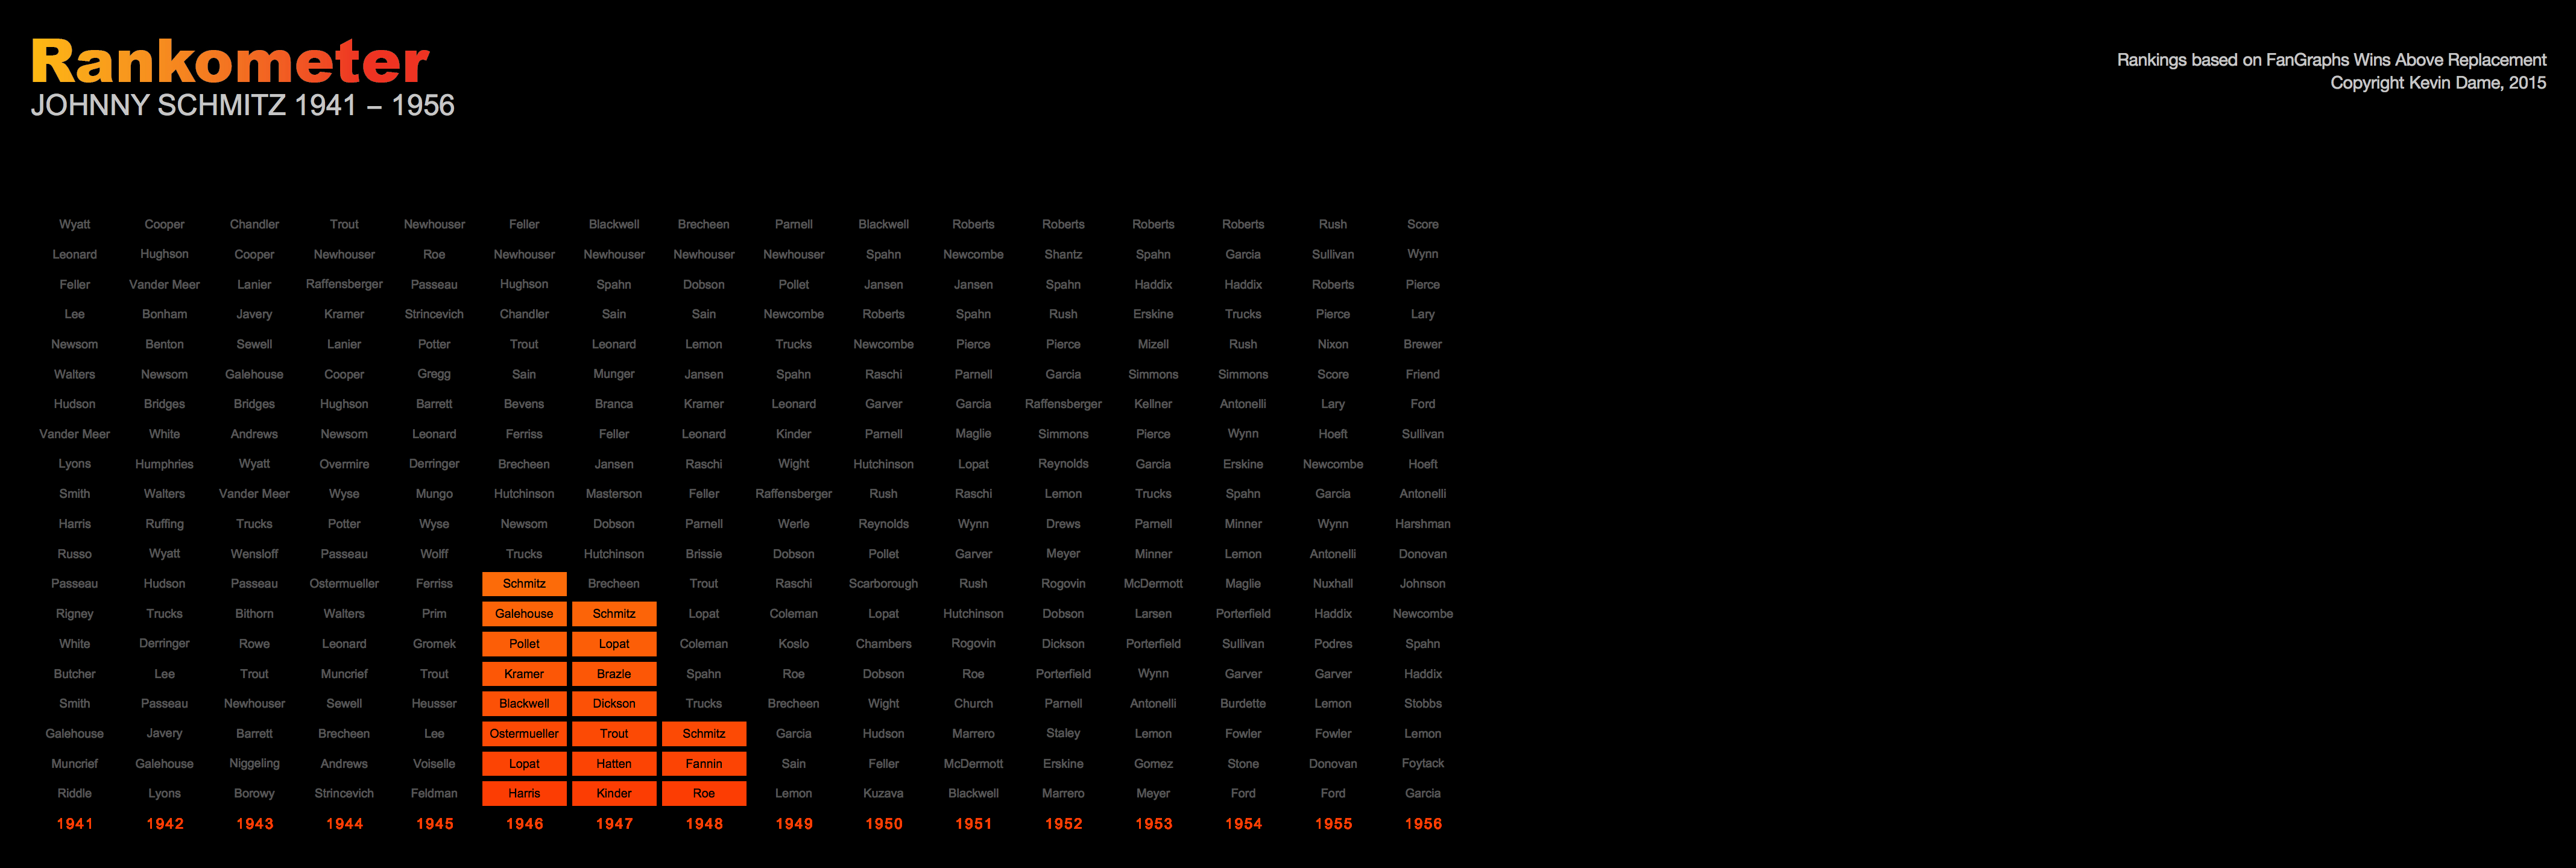 Rankometer
JOHNNY SCHMITZ 1941 – 1956
Rankings based on FanGraphs Wins Above Replacement
Copyright Kevin Dame, 2015
Wyatt Cooper Chandler Trout Newhouser Feller Blackwell Brecheen Parnell Blackwell Roberts Roberts Roberts Roberts Rush Score
Leonard Hughson Cooper Newhouser Roe Newhouser Newhouser Newhouser Newhouser Spahn Newcombe Shantz Spahn Garcia Sullivan Wynn
Feller Vander Meer Lanier Raffensberger Passeau Hughson Spahn Dobson Pollet Jansen Jansen Spahn Haddix Haddix Roberts Pierce
Lee Bonham Javery Kramer Strincevich Chandler Sain Sain Newcombe Roberts Spahn Rush Erskine Trucks Pierce Lary
Newsom Benton Sewell Lanier Potter Trout Leonard Lemon Trucks Newcombe Pierce Pierce Mizell Rush Nixon Brewer
Walters Newsom Galehouse Cooper Gregg Sain Munger Jansen Spahn Raschi Parnell Garcia Simmons Simmons Score Friend
Hudson Bridges Bridges Hughson Barrett Bevens Branca Kramer Leonard Garver Garcia Raffensberger Kellner Antonelli Lary Ford
Vander Meer White Andrews Newsom Leonard Ferriss Feller Leonard Kinder Parnell Maglie Simmons Pierce Wynn Hoeft Sullivan
Lyons Humphries Wyatt Overmire Derringer Brecheen Jansen Raschi Wight Hutchinson Lopat Reynolds Garcia Erskine Newcombe Hoeft
Smith Walters Vander Meer Wyse Mungo Hutchinson Masterson Feller Raffensberger Rush Raschi Lemon Trucks Spahn Garcia Antonelli
Harris Ruffing Trucks Potter Wyse Newsom Dobson Parnell Werle Reynolds Wynn Drews Parnell Minner Wynn Harshman
Russo Wyatt Wensloff Passeau Wolff Trucks Hutchinson Brissie Dobson Pollet Garver Meyer Minner Lemon Antonelli Donovan
Passeau Hudson Passeau Ostermueller Ferriss Schmitz Brecheen Trout Raschi Scarborough Rush Rogovin McDermott Maglie Nuxhall Johnson
Rigney Trucks Bithorn Walters Prim Galehouse Schmitz Lopat Coleman Lopat Hutchinson Dobson Larsen Porterfield Haddix Newcombe
White Derringer Rowe Leonard Gromek Pollet Lopat Coleman Koslo Chambers Rogovin Dickson Porterfield Sullivan Podres Spahn
Butcher Lee Trout Muncrief Trout Kramer Brazle Spahn Roe Dobson Roe Porterfield Wynn Garver Garver Haddix
Smith Passeau Newhouser Sewell Heusser Blackwell Dickson Trucks Brecheen Wight Church Parnell Antonelli Burdette Lemon Stobbs
Galehouse Javery Barrett Brecheen Lee Ostermueller Trout Schmitz Garcia Hudson Marrero Staley Lemon Fowler Fowler Lemon
Muncrief Galehouse Niggeling Andrews Voiselle Lopat Hatten Fannin Sain Feller McDermott Erskine Gomez Stone Donovan Foytack
Riddle Lyons Borowy Strincevich Feldman Harris Kinder Roe Lemon Kuzava Blackwell Marrero Meyer Ford Ford Garcia
1941 1942 1943 1944 1945 1946 1947 1948 1949 1950 1951 1952 1953 1954 1955 1956